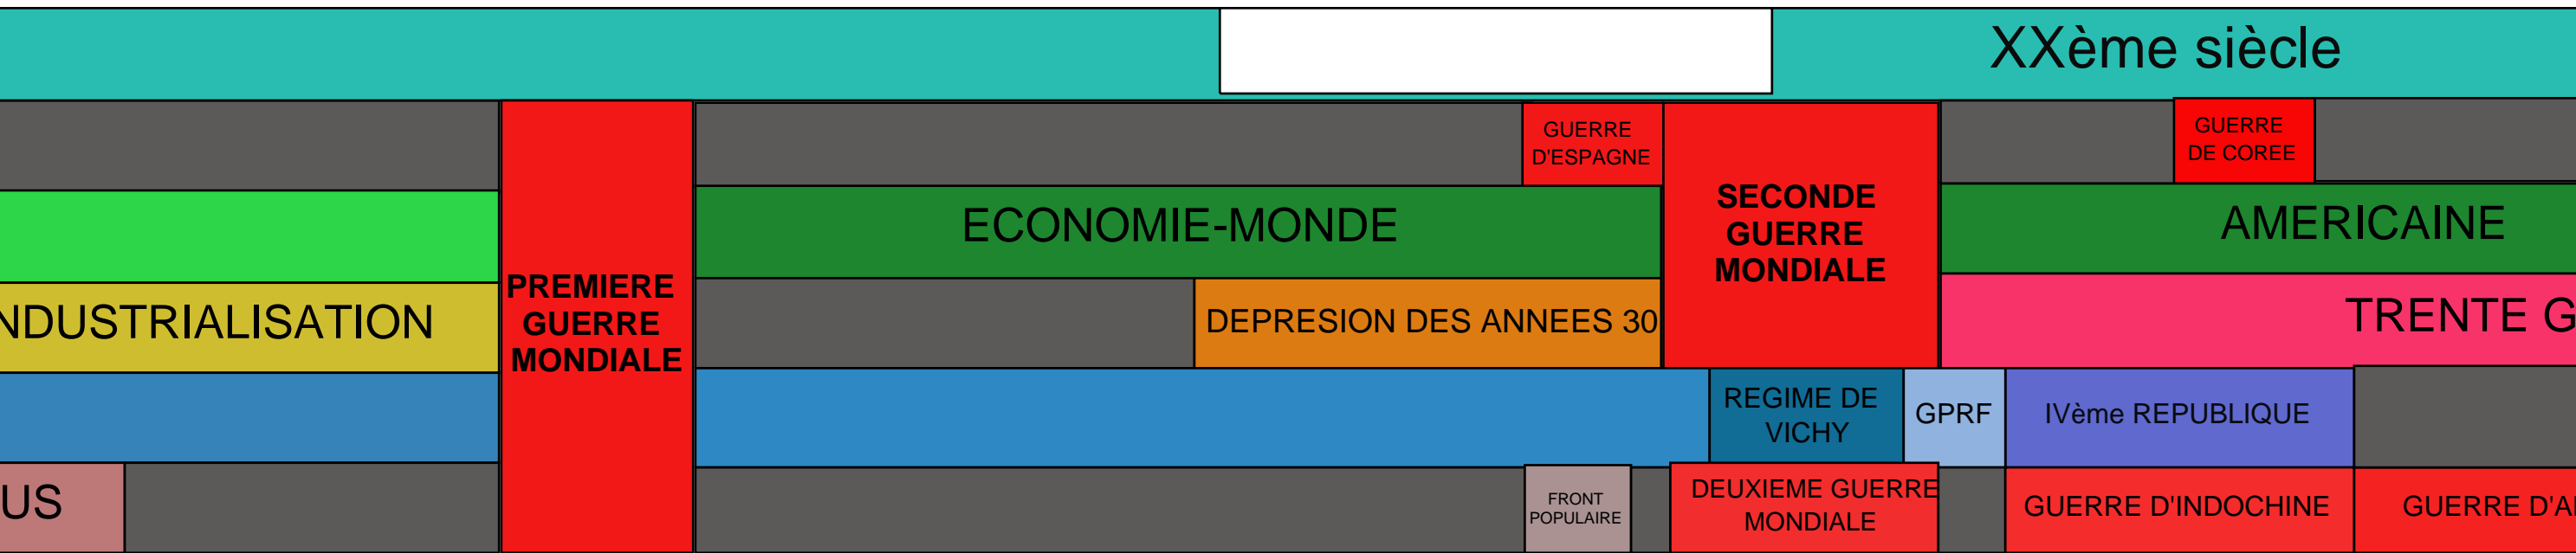 XXème siècle
GUERRE
D'ESPAGNE
GUERRE
DE COREE
SECONDE
GUERRE
MONDIALE
ECONOMIE-MONDE
AMERICAINE
PREMIERE
GUERRE
MONDIALE
NDUSTRIALISATION
DEPRESION DES ANNEES 30
TRENTE G
REGIME DE
VICHY
GPRF
IVème REPUBLIQUE
US
FRONT
POPULAIRE
DEUXIEME GUERRE
MONDIALE
GUERRE D'INDOCHINE
GUERRE D'A